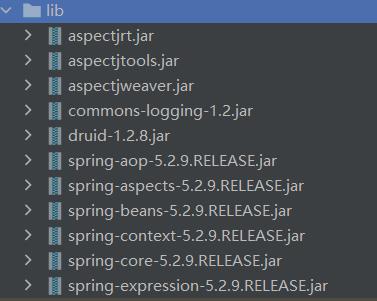 lib
aspectjrt.jar
aspectjtools.jar
aspectjweaver.jar
commons-logging-1.2.jar
druid-1.2.8.jar
spring-aop-5.2.9.RELEASE.jar
spring-aspects-5.2.9.RELEASE.jar
spring-beans-5.2.9.RELEASE.jar
spring-context-5.2.9.RELEASE.jar
spring-core-5.2.9.RELEASE.jar
spring-expression-5.2.9.RELEASE.jar